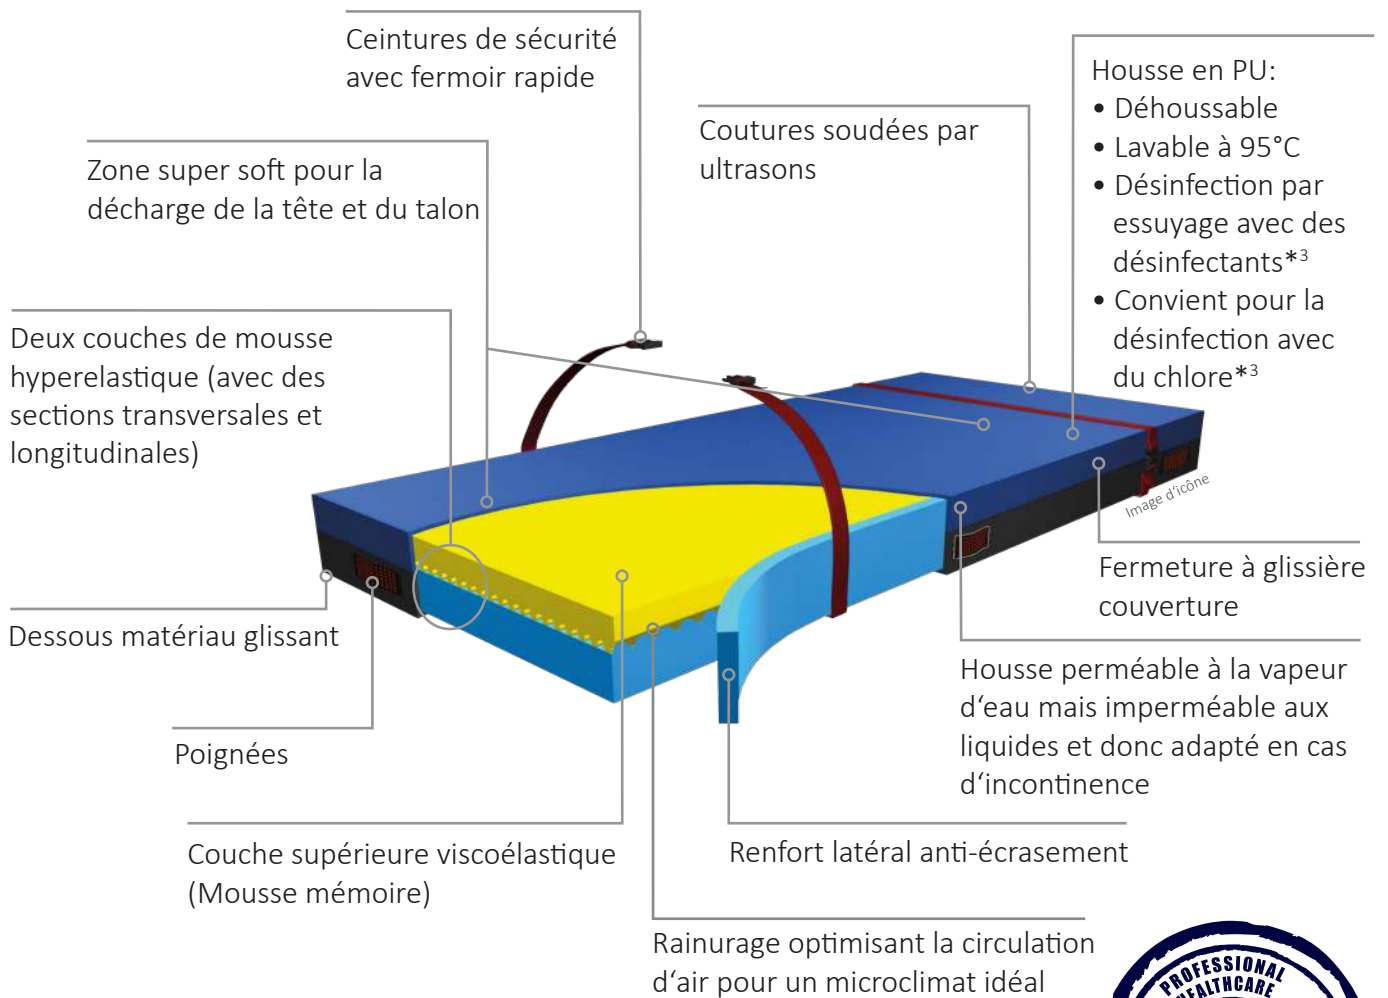 Ceintures de sécurité
avec fermoir rapide
Housse en PU:
• Déhoussable
• Lavable à 95°C
• Désinfection par
essuyage avec des
désinfectants*³
• Convient pour la
désinfection avec
du chlore*³
Coutures soudées par
ultrasons
Zone super soft pour la
décharge de la tête et du talon
Deux couches de mousse
hyperelastique (avec des
sections transversales et
longitudinales)
Image d'icône
Fermeture à glissière
couverture
Dessous matériau glissant
Housse perméable à la vapeur
d‘eau mais imperméable aux
liquides et donc adapté en cas
d‘incontinence
Poignées
Couche supérieure viscoélastique
(Mousse mémoire)
Renfort latéral anti-écrasement
Rainurage optimisant la circulation
d‘air pour un microclimat idéal
PROFESSIONAL
HEALTHCARE